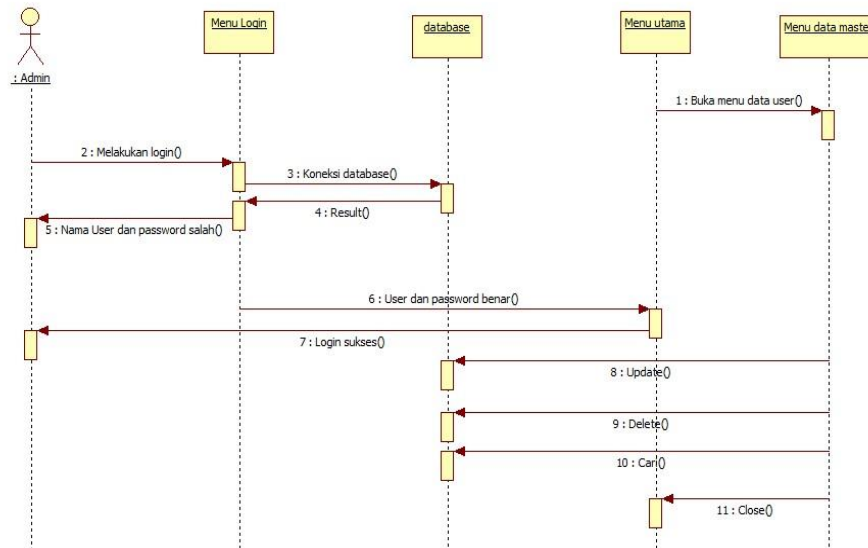 Menu Login
database
Menu utama
Menu data master
: Admin
1 : Buka menu data user()
2 : Melakukan login()
3 : Koneksi database()
4 : Result()
5 : Nama User dan password salah()
6 : User dan password benar()
7 : Login sukses()
8 : Update()
9 : Delete()
10 : Cari()
11 : Close()